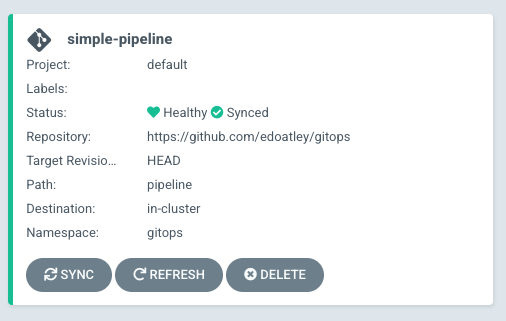 simple-pipeline
Project: default
Labels:
Status: Healthy Synced
Repository: https://github.com/edoatley/gitops
Target Revisio… HEAD
Path: pipeline
Destination: in-cluster
Namespace: gitops
SYNC REFRESH DELETE